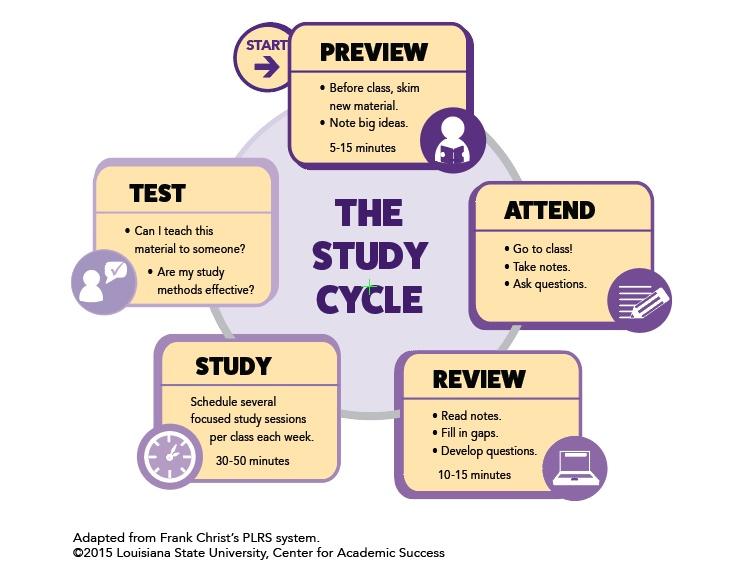 START
PREVIEW
• Before class, skim
new material.
• Note big ideas.
5-15 minutes
ATTEND
• Go to class!
• Take notes.
• Ask questions.
REVIEW
• Read notes.
• Fill in gaps.
• Develop questions.
10-15 minutes
STUDY
Schedule several
focused study sessions
per class each week.
30-50 minutes
TEST
• Can I teach this
material to someone?
• Are my study
methods effective?
THE
STUDY
CYCLE
Adapted from Frank Christ's PLRS system.
©2015 Louisiana State University, Center for Academic Success